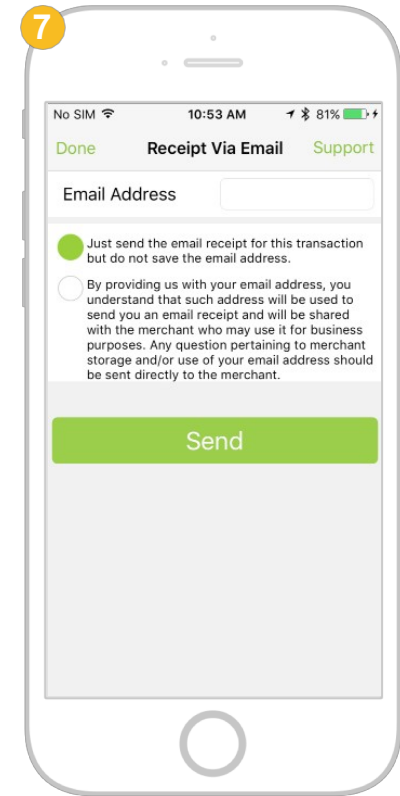 7
No SIM 10:53 AM 81%
Done Receipt Via Email Support
Email Address
Just send the email receipt for this transaction
but do not save the email address.
By providing us with your email address, you
understand that such address will be used to
send you an email receipt and will be shared
with the merchant who may use it for business
purposes. Any question pertaining to merchant
storage and/or use of your email address should
be sent directly to the merchant.
Send